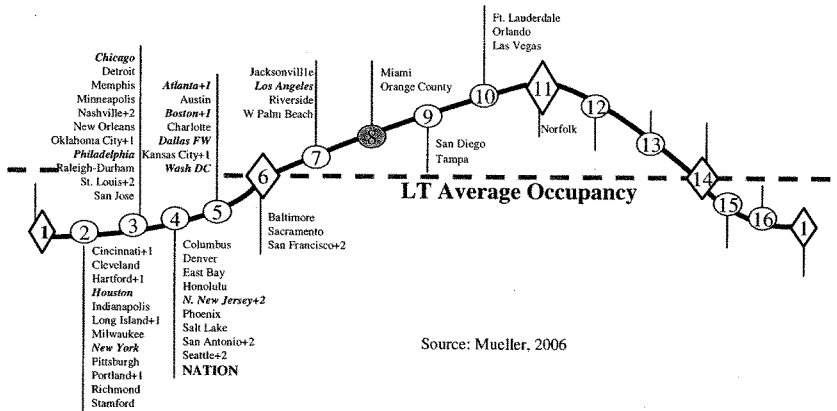 Chicago
Detroit
Memphis
Minneapolis
Nashville+2
New Orleans
Oklahoma City+1
Philadelphia
Raleigh-Durham
St. Louis+2
San Jose
Atlanta+1
Austin
Boston+1
Charlotte
Dallas FW
Kansas City+1
Wash DC
Jacksonvil1e
Los Angeles
Riverside
W Palm Beach
Miami
Orange County
Ft. Lauderdale
Orlando
Las Vegas
San Diego
Tampa
Norfolk
1
2
3
4
5
6
7
8
9
10
11
12
13
14
15
16
1
LT Average Occupancy
Baltimore
Sacramento
San Francisco+2
Cincinnati+1
Cleveland
Hartford+1
Houston
Indianapolis
Long Island+1
Milwaukee
New York
Pittsburgh
Portland+1
Richmond
Stamford
Columbus
Denver
East Bay
Honolulu
N. New Jersey+2
Phoenix
Salt Lake
San Antonio+2
Seattle+2
NATION
Source: Mueller, 2006